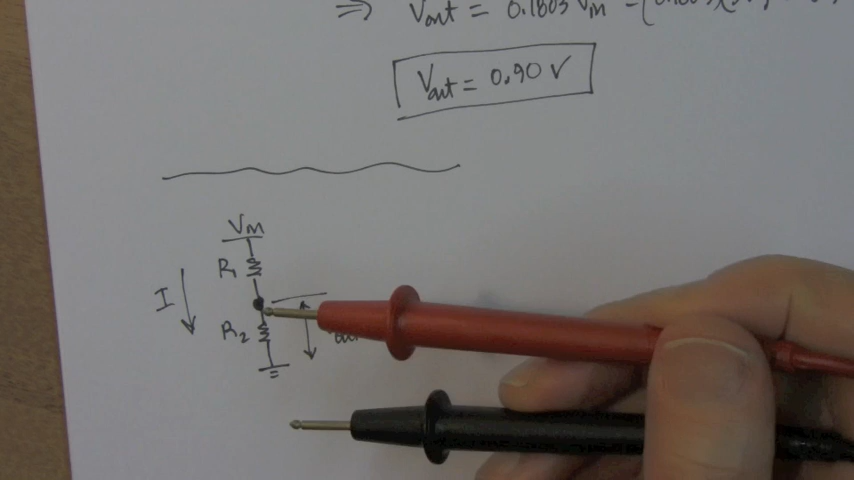 ⇒ Vout = 0.1803 Vm -
Vout = 0.90 V
VM
R1
I
R2